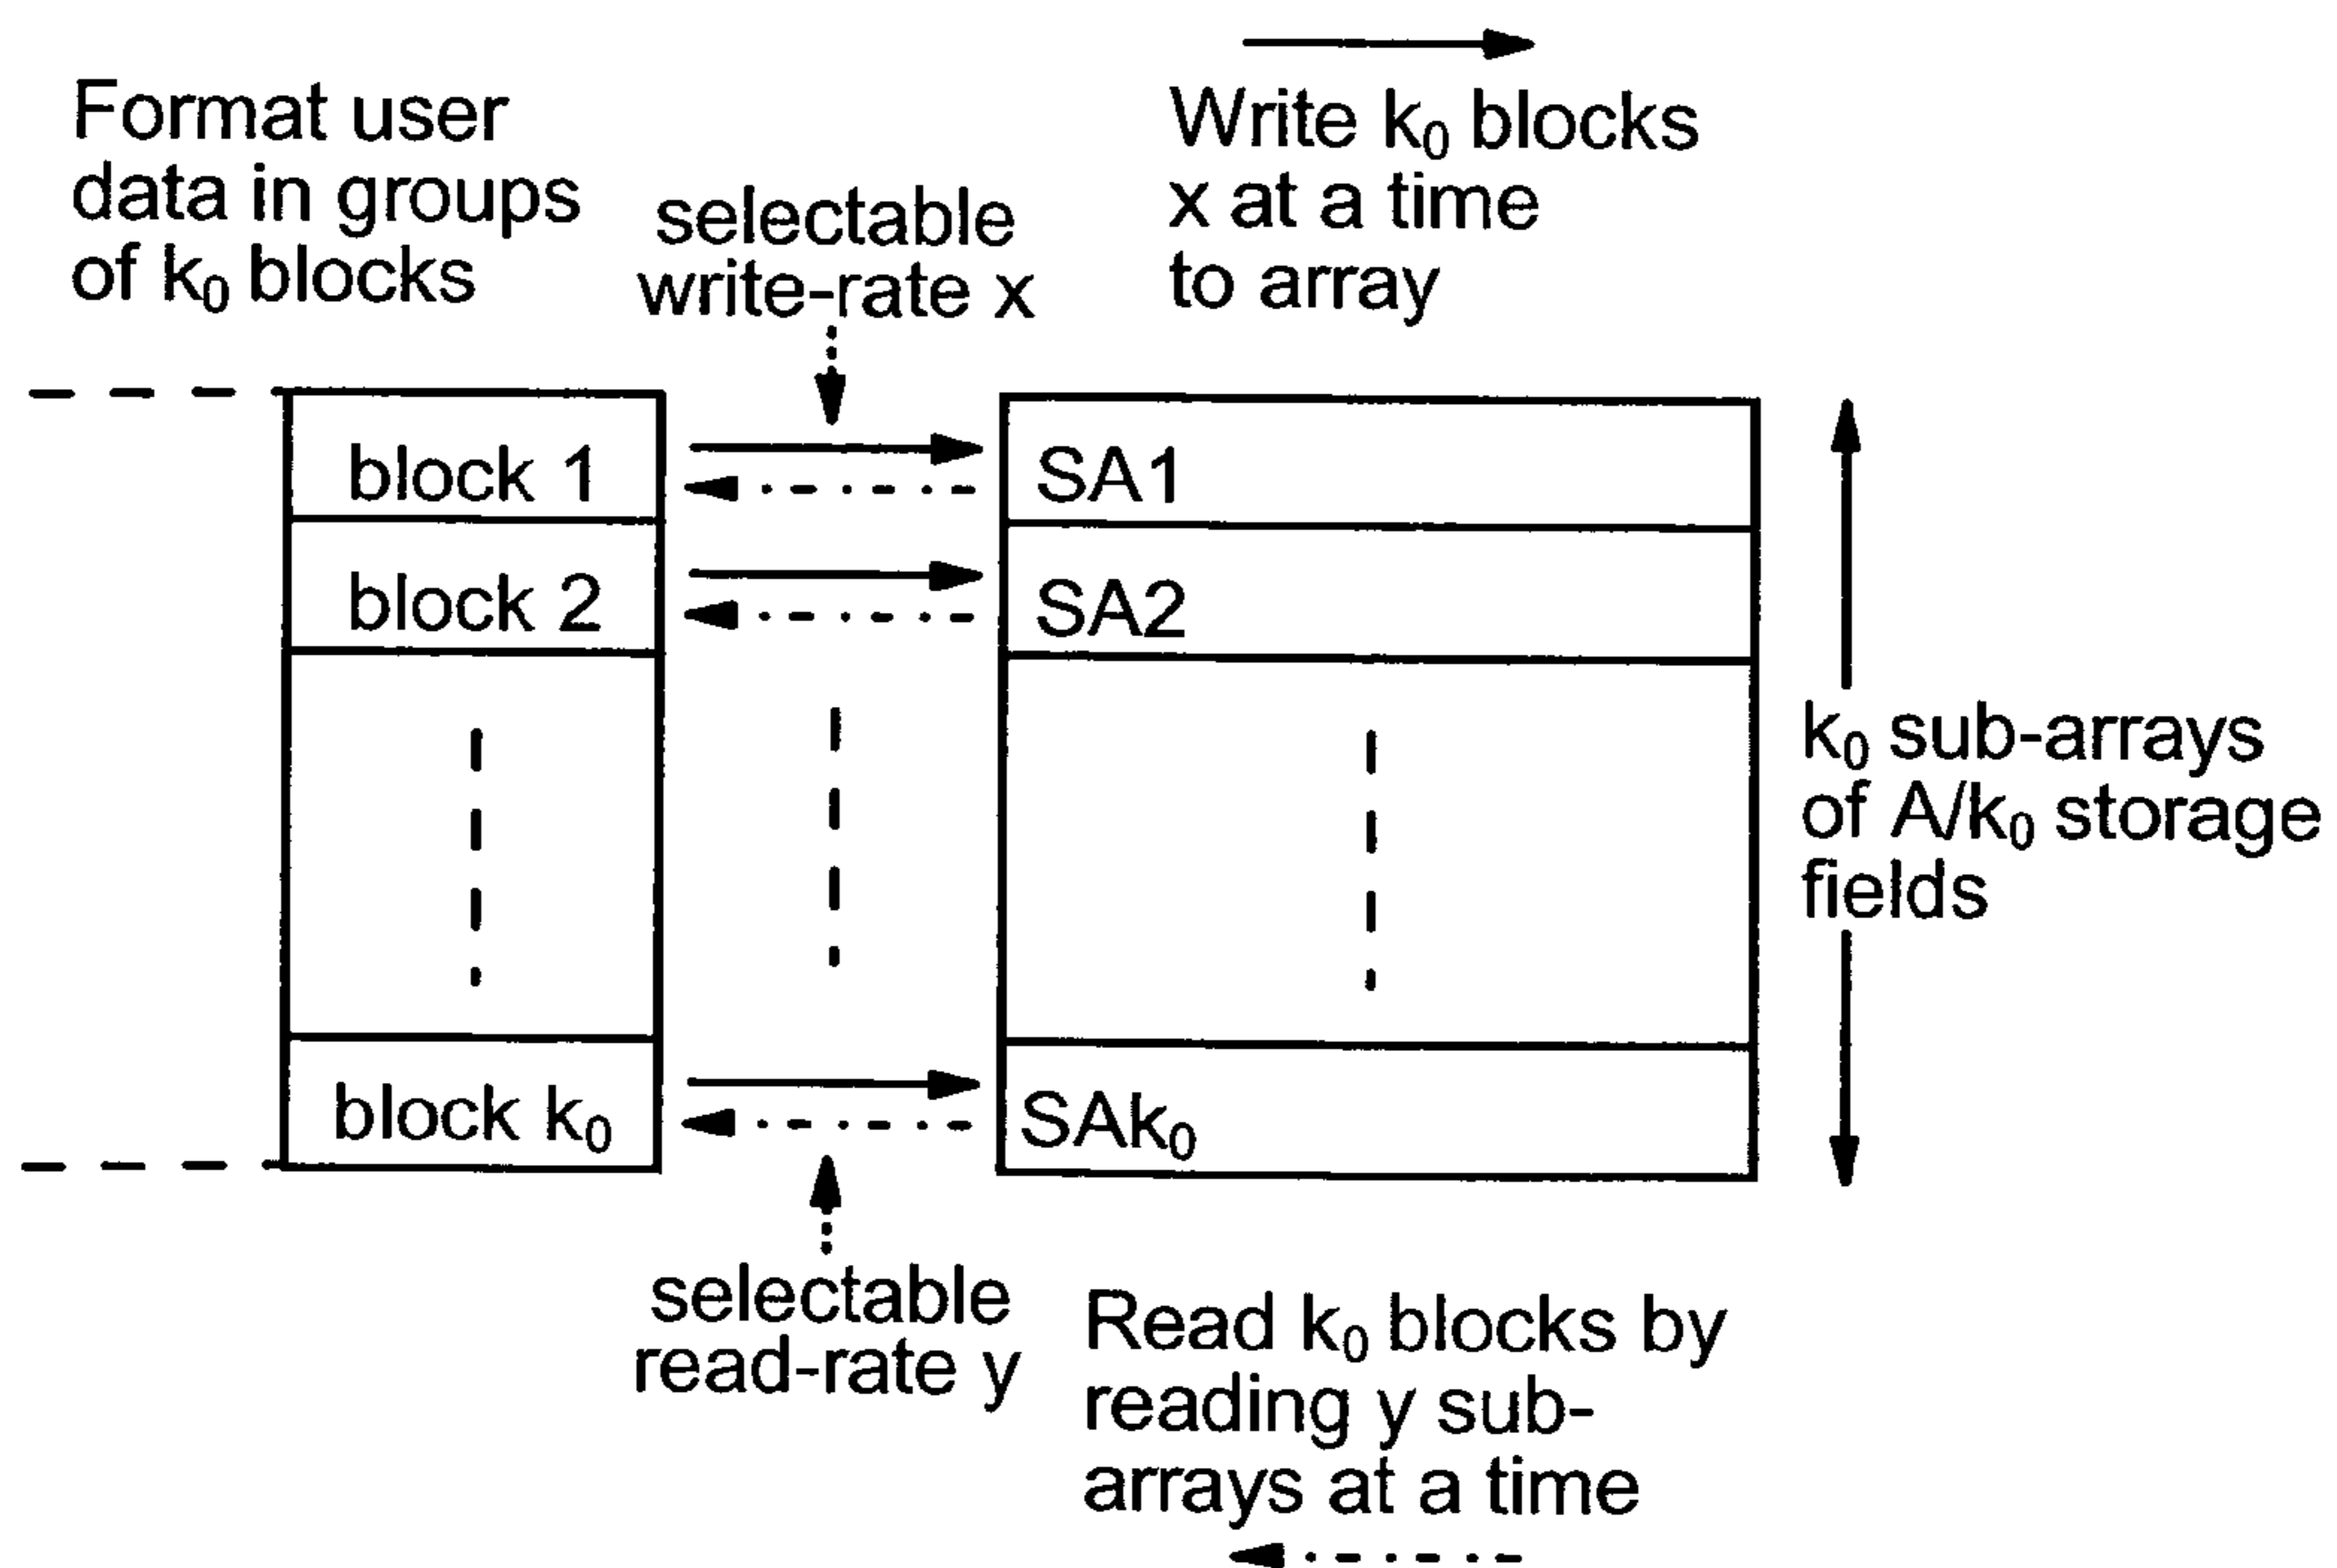 Format user
data in groups
of k₀ blocks
selectable
write-rate x
Write k₀ blocks
x at a time
to array
block 1
SA1
block 2
SA2
k₀ sub-arrays
of A/k₀ storage
fields
block k₀
SAk₀
selectable
read-rate y
Read k₀ blocks by
reading y sub-
arrays at a time